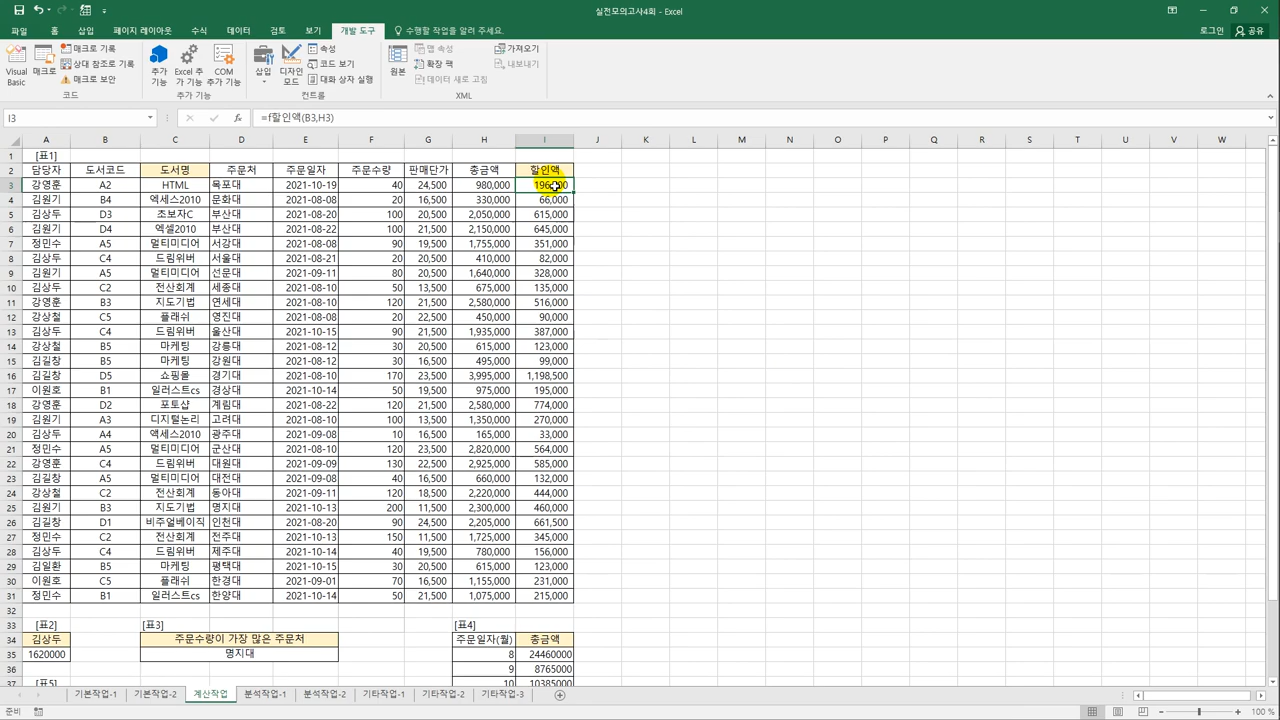 실전모의고사4회 - Excel
파일 홈 삽입 페이지 레이아웃 수식 데이터 검토 보기 개발 도구 수행할 작업을 알려 주세요. 로그인 공유
Visual Basic 매크로 매크로 기록 상대 참조로 기록 매크로 보안 추가 기능 Excel 추가 기능 COM 추가 기능 삽입 디자인 모드 속성 코드 보기 대화 상자 실행 원본 맵 속성 확장 팩 데이터 새로 고침 가져오기 내보내기
코드 추가 기능 컨트롤 XML
I3 fx =f할인액(B3,H3)
A B C D E F G H I J K L M N O P Q R S T U V W
1 [표1]
2 담당자 도서코드 도서명 주문처 주문일자 주문수량 판매단가 총금액 할인액
3 강영훈 A2 HTML 목포대 2021-10-19 40 24,500 980,000
4 김원기 B4 엑세스2010 문화대 2021-08-08 20 16,500 330,000 66,000
5 김상두 D3 초보자C 부산대 2021-08-20 100 20,500 2,050,000 615,000
6 김원기 D4 엑셀2010 부산대 2021-08-22 100 21,500 2,150,000 645,000
7 정민수 A5 멀티미디어 서강대 2021-08-08 90 19,500 1,755,000 351,000
8 김상두 C4 드림위버 서울대 2021-08-21 20 20,500 410,000 82,000
9 김원기 A5 멀티미디어 선문대 2021-09-11 80 20,500 1,640,000 328,000
10 김상두 C2 전산회계 세종대 2021-08-10 50 13,500 675,000 135,000
11 강영훈 B3 지도기법 연세대 2021-08-10 120 21,500 2,580,000 516,000
12 강상철 C5 플래쉬 영진대 2021-08-08 20 22,500 450,000 90,000
13 김상두 C4 드림위버 울산대 2021-10-15 90 21,500 1,935,000 387,000
14 강상철 B5 마케팅 강릉대 2021-08-12 30 20,500 615,000 123,000
15 김길창 B5 마케팅 강원대 2021-08-12 30 16,500 495,000 99,000
16 김길창 D5 쇼핑몰 경기대 2021-08-10 170 23,500 3,995,000 1,198,500
17 이원호 B1 일러스트cs 경상대 2021-10-14 50 19,500 975,000 195,000
18 강영훈 D2 포토샵 계림대 2021-08-22 120 21,500 2,580,000 774,000
19 김원기 A3 디지털논리 고려대 2021-08-10 100 13,500 1,350,000 270,000
20 김상두 A4 액세스2010 광주대 2021-09-08 10 16,500 165,000 33,000
21 정민수 A5 멀티미디어 군산대 2021-08-10 120 23,500 2,820,000 564,000
22 강영훈 C4 드림위버 대원대 2021-09-09 130 22,500 2,925,000 585,000
23 김길창 A5 멀티미디어 대전대 2021-09-08 40 16,500 660,000 132,000
24 강상철 C2 전산회계 동아대 2021-09-11 120 18,500 2,220,000 444,000
25 김원기 B3 지도기법 명지대 2021-10-13 200 11,500 2,300,000 460,000
26 김길창 D1 비주얼베이직 인천대 2021-08-20 90 24,500 2,205,000 661,500
27 정민수 C2 전산회계 전주대 2021-10-13 150 11,500 1,725,000 345,000
28 김상두 C4 드림위버 제주대 2021-10-13 40 19,500 780,000 156,000
29 김일환 B5 마케팅 평택대 2021-10-15 30 20,500 615,000 123,000
30 이원호 C5 플래쉬 한경대 2021-09-01 70 16,500 1,155,000 231,000
31 정민수 B1 일러스트cs 한양대 2021-10-14 50 21,500 1,075,000 215,000
32
33 [표2] [표3] [표4]
34 김상두 주문수량이 가장 많은 주문처 주문일자(월) 총금액
35 1620000 명지대 8 24460000
36 9 8765000
37 [표5] 10 10385000
기본작업-1 기본작업-2 계산작업 분석작업-1 분석작업-2 기타작업-1 기타작업-2 기타작업-3
준비 100 %